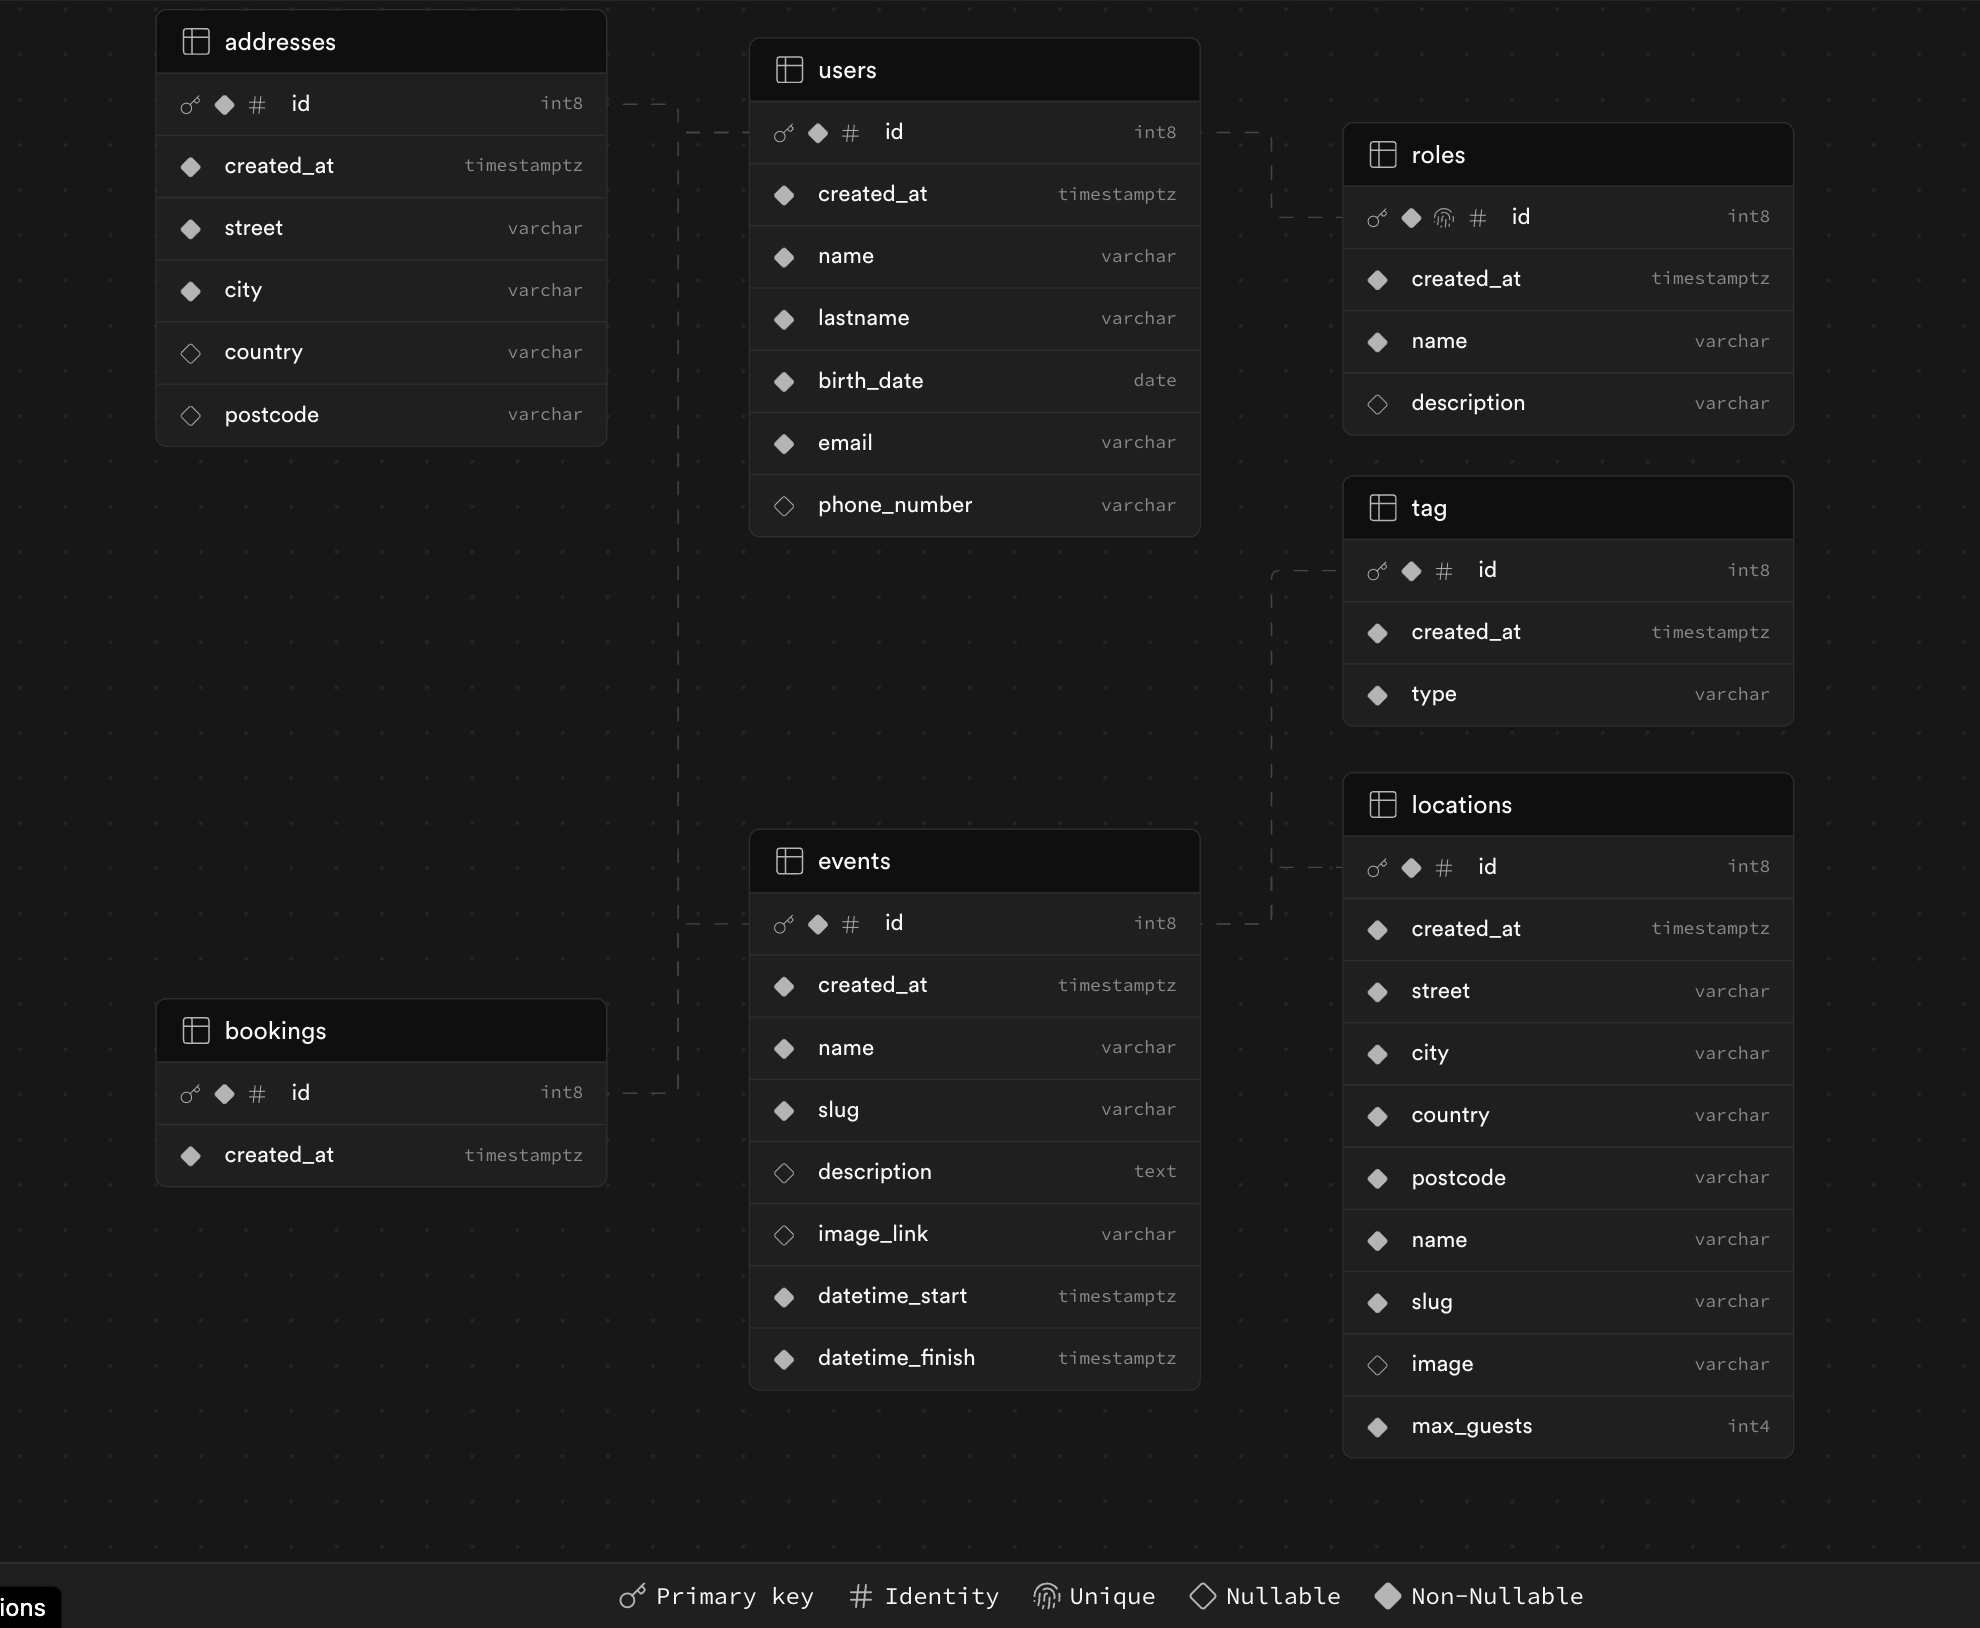 addresses
id int8
created_at timestamptz
street varchar
city varchar
country varchar
postcode varchar
users
id int8
created_at timestamptz
name varchar
lastname varchar
birth_date date
email varchar
phone_number varchar
roles
id int8
created_at timestamptz
name varchar
description varchar
tag
id int8
created_at timestamptz
type varchar
locations
id int8
created_at timestamptz
street varchar
city varchar
country varchar
postcode varchar
name varchar
slug varchar
image varchar
max_guests int4
events
id int8
created_at timestamptz
name varchar
slug varchar
description text
image_link varchar
datetime_start timestamptz
datetime_finish timestamptz
bookings
id int8
created_at timestamptz
ions
Primary key # Identity Unique Nullable Non-Nullable